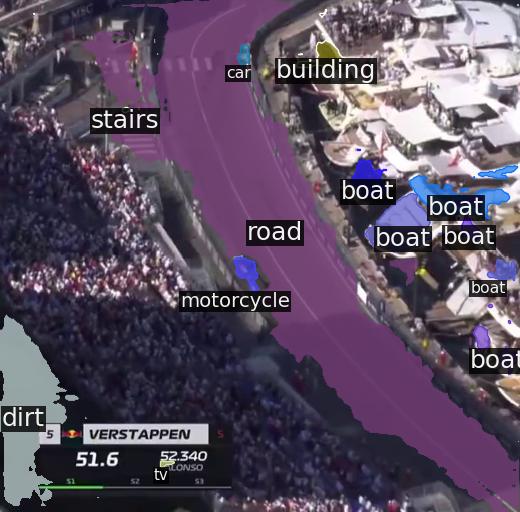 MSC
car
building
stairs
boat
boat
boat
boat
road
boat
motorcycle
boat
dirt
5 VERSTAPPEN S
51.6
52.340
ALONSO
tv
S1 S2 S3